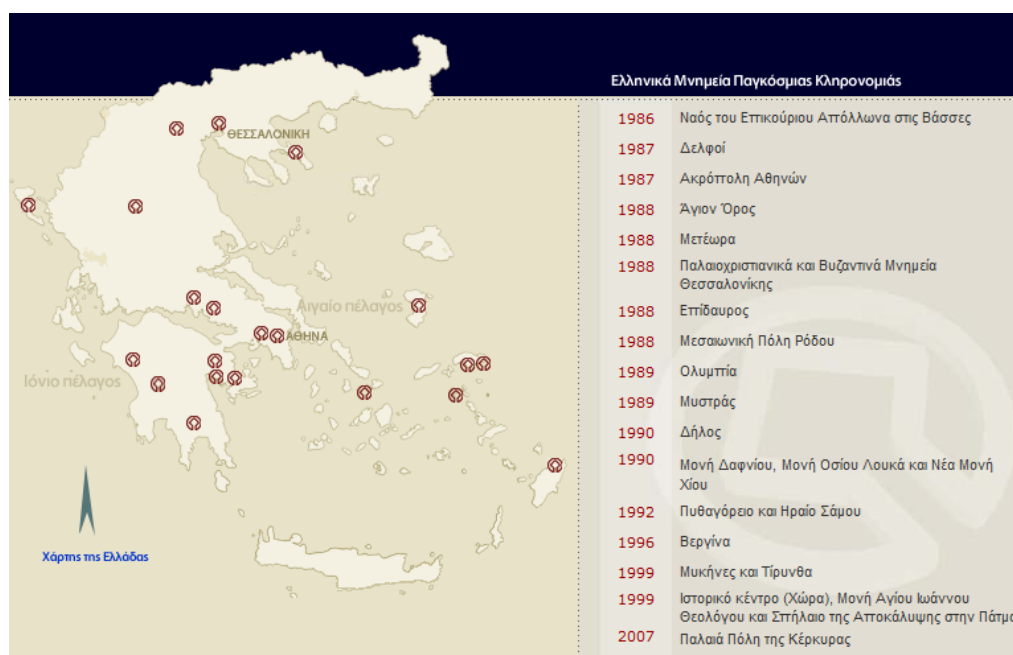 Ελληνικά Μνημεία Παγκόσμιας Κληρονομιάς
ΘΕΣΣΑΛΟΝΙΚΗ
Αιγαίο πέλαγος
ΑΘΗΝΑ
Ιόνιο πέλαγος
Χάρτης της Ελλάδας
1986 Ναός του Επικούριου Απόλλωνα στις Βάσσες
1987 Δελφοί
1987 Ακρόπολη Αθηνών
1988 Άγιον Όρος
1988 Μετέωρα
1988 Παλαιοχριστιανικά και Βυζαντινά Μνημεία
Θεσσαλονίκης
1988 Επίδαυρος
1988 Μεσαιωνική Πόλη Ρόδου
1989 Ολυμπία
1989 Μυστράς
1990 Δήλος
1990 Μονή Δαφνίου, Μονή Οσίου Λουκά και Νέα Μονή
Χίου
1992 Πυθαγόρειο και Ηραίο Σάμου
1996 Βεργίνα
1999 Μυκήνες και Τίρυνθα
1999 Ιστορικό κέντρο (Χώρα), Μονή Αγίου Ιωάννου
Θεολόγου και Σπήλαιο της Αποκάλυψης στην Πάτμο
2007 Παλαιά Πόλη της Κέρκυρας